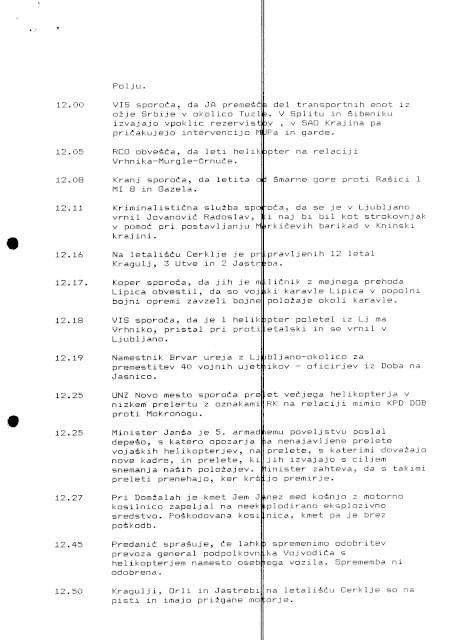 Polju.
12.00 VIS sporoča, da JA premešča del transportnih enot iz
ožje Srbije v okolico Tuzle. V Splitu in Šibeniku
izvajajo vpoklic rezervistov , v SAO Krajina pa
pričakujejo intervencijo MUPa in garde.
12.05 RCO obvešča, da leti helikopter na relaciji
Vrhnika-Murgle-Črnuče.
12.08 Kranj sporoča, da letita od Šmarne gore proti Rašici 1
MI 8 in Gazela.
12.11 Kriminalistična služba sporoča, da se je v Ljubljano
vrnil Jovanović Radoslav, ki naj bi bil kot strokovnjak
v pomoč pri postavljanju Markičevih barikad v Kninski
krajini.
12.16 Na letališču Cerklje je pripravljenih 12 letal
Kragulj, 3 Utve in 2 Jastreba.
12.17. Koper sporoča, da jih je miličnik z mejnega prehoda
Lipica obvestil, da so vojaki karavle Lipica v popolni
bojni opremi zavzeli bojne položaje okoli karavle.
12.18 VIS sporoča, da je 1 helikopter poletel iz Lj ma
Vrhniko, pristal pri protiletalski in se vrnil v
Ljubljano.
12.19 Namestnik Brvar ureja z Ljubljano-okolico za
premestitev 40 vojnih ujetnikov - oficirjev iz Doba na
Jasnico.
12.25 UNZ Novo mesto sporoča prelet večjega helikopterja v
nizkem prelertu z oznakami RK na relaciji mimio KPD DOB
proti Mokronogu.
12.25 Minister Janša je 5. armadnemu poveljstvu poslal
depešo, s katero opozarja na nenajavljene prelete
vojaških helikopterjev, na prelete, s katerimi dovažajo
nove kadre, in prelete, ki jih izvajajo s ciljem
snemanja naših položajev. Minister zahteva, da s takimi
preleti prenehajo, ker kršijo premirje.
12.27 Pri Domžalah je kmet Jem Janez med košnjo z motorno
kosilnico zapeljal na neeksplodirano eksplozivno
sredstvo. Poškodovana kosilnica, kmet pa je brez
poškodb.
12.45 Predanič sprašuje, če lahko spremenimo odobritev
prevoza general podpolkovnika Vojvodiča s
helikopterjem namesto osebnega vozila. Sprememba ni
odobrena.
12.50 Kragulji, Orli in Jastrebi na letališču Cerklje so na
pisti in imajo prižgane motorje.